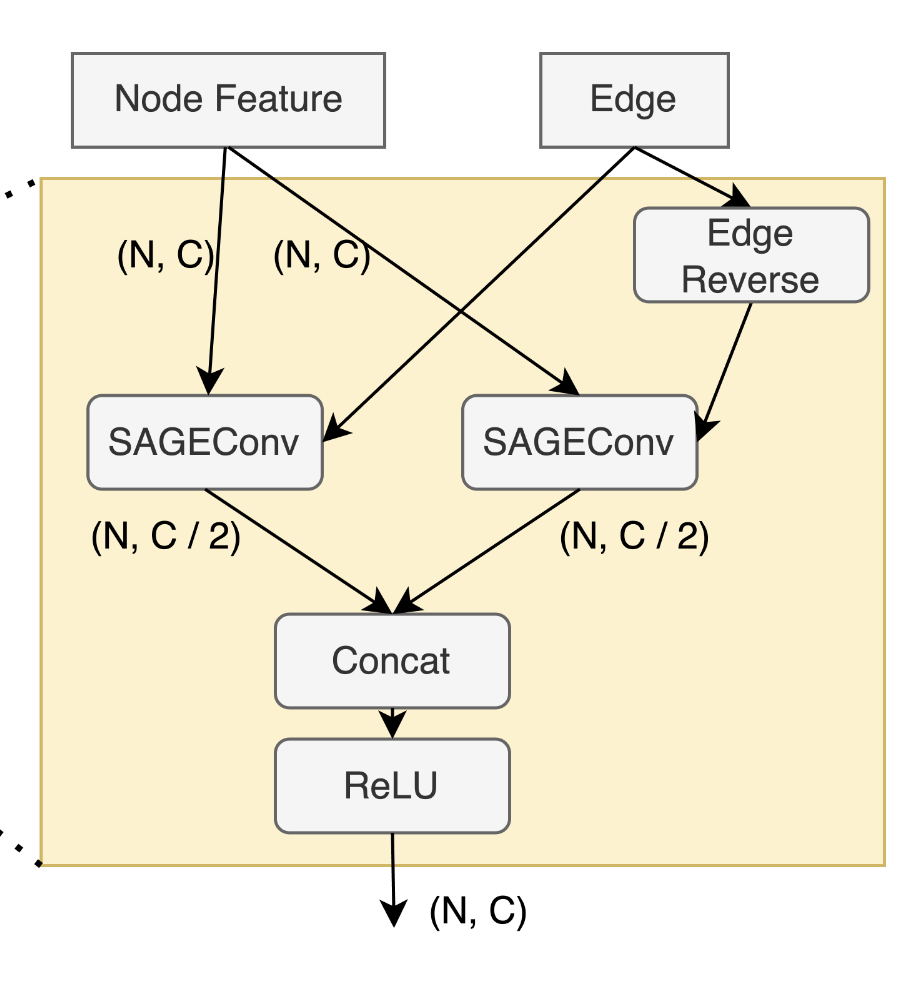 Node Feature
Edge
Edge
Reverse
(N, C)
(N, C)
SAGEConv
SAGEConv
(N, C / 2)
(N, C / 2)
Concat
ReLU
(N, C)